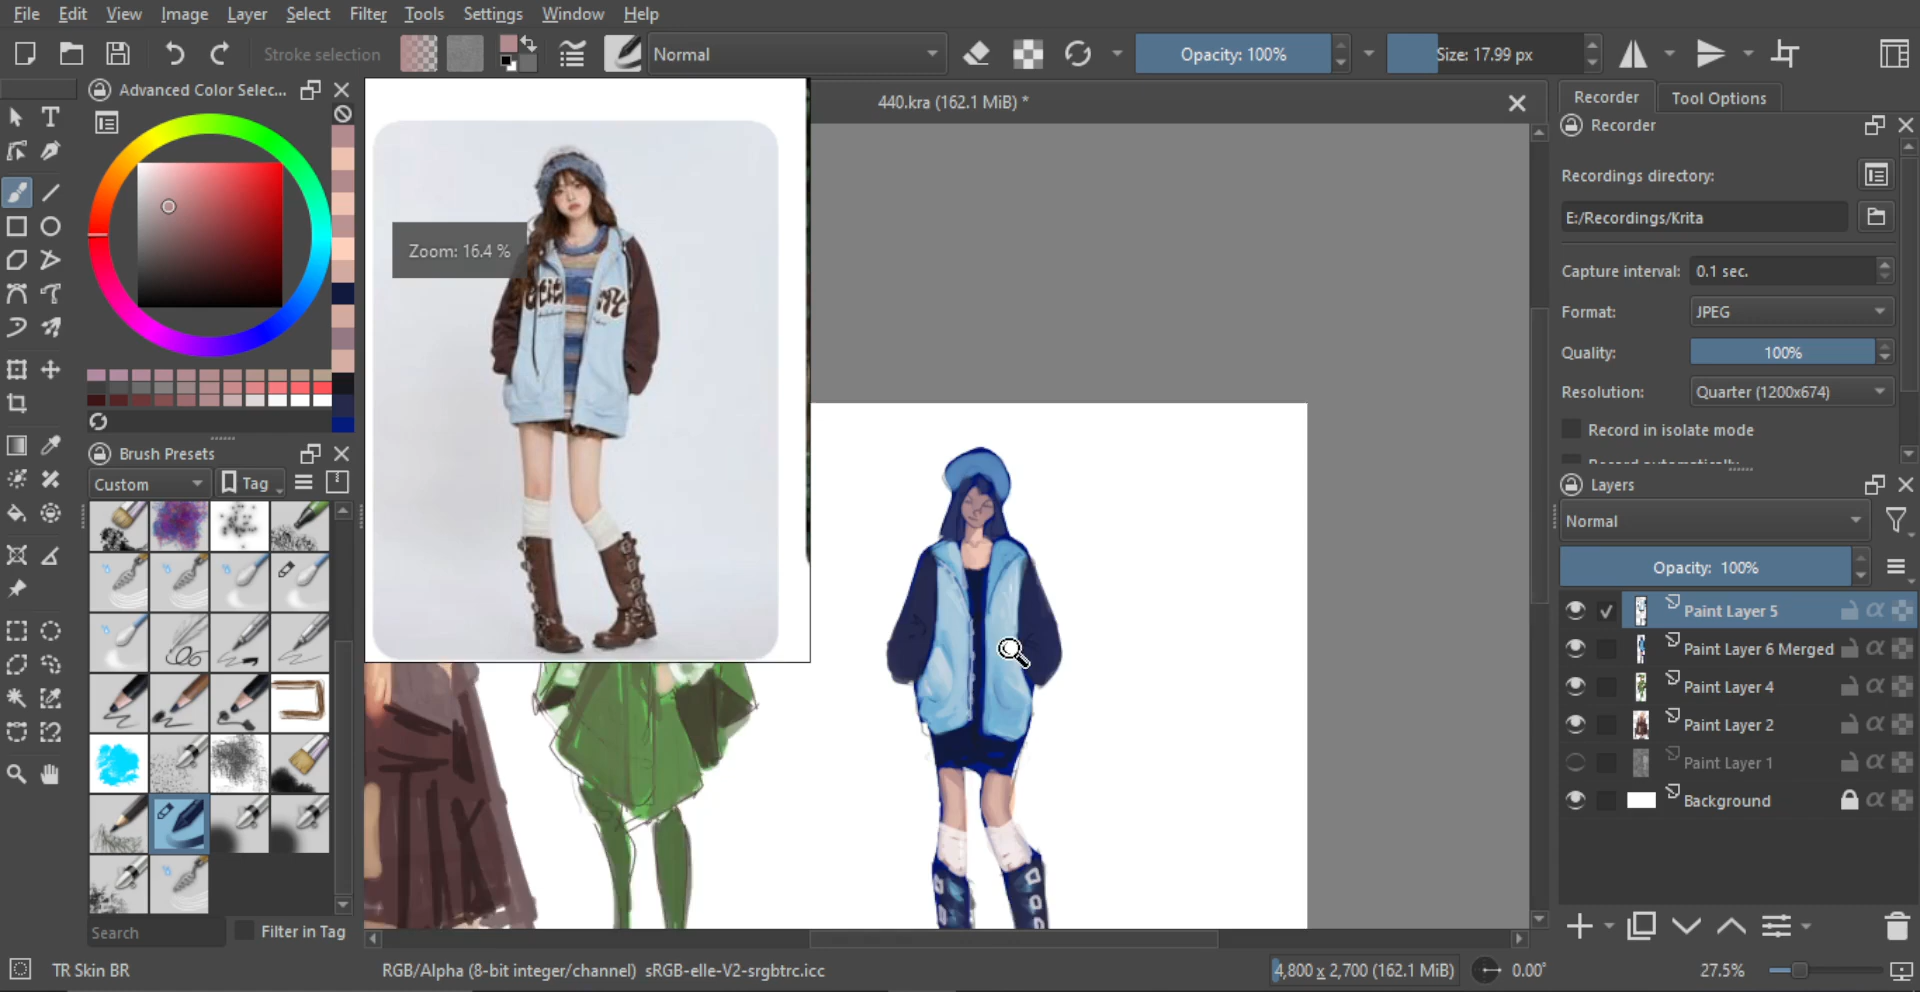 File Edit View Image Layer Select Filter Tools Settings Window Help
Stroke selection Normal Opacity: 100% Size: 17.99 px
Advanced Color Selec...
440.kra (162.1 MiB) *
Recorder Tool Options
Recorder
Recordings directory:
E:/Recordings/Krita
Zoom: 16.4 %
Capture interval: 0.1 sec.
Format: JPEG
Quality: 100%
Resolution: Quarter (1200x674)
Record in isolate mode
Record automatically
Brush Presets
Custom Tag
Layers
Normal
Opacity: 100%
Paint Layer 5
Paint Layer 6 Merged
Paint Layer 4
Paint Layer 2
Paint Layer 1
Background
Search Filter in Tag
TR Skin BR RGB/Alpha (8-bit integer/channel) sRGB-elle-V2-srgbtrc.icc 4,800 x 2,700 (162.1 MiB) 0.00° 27.5%